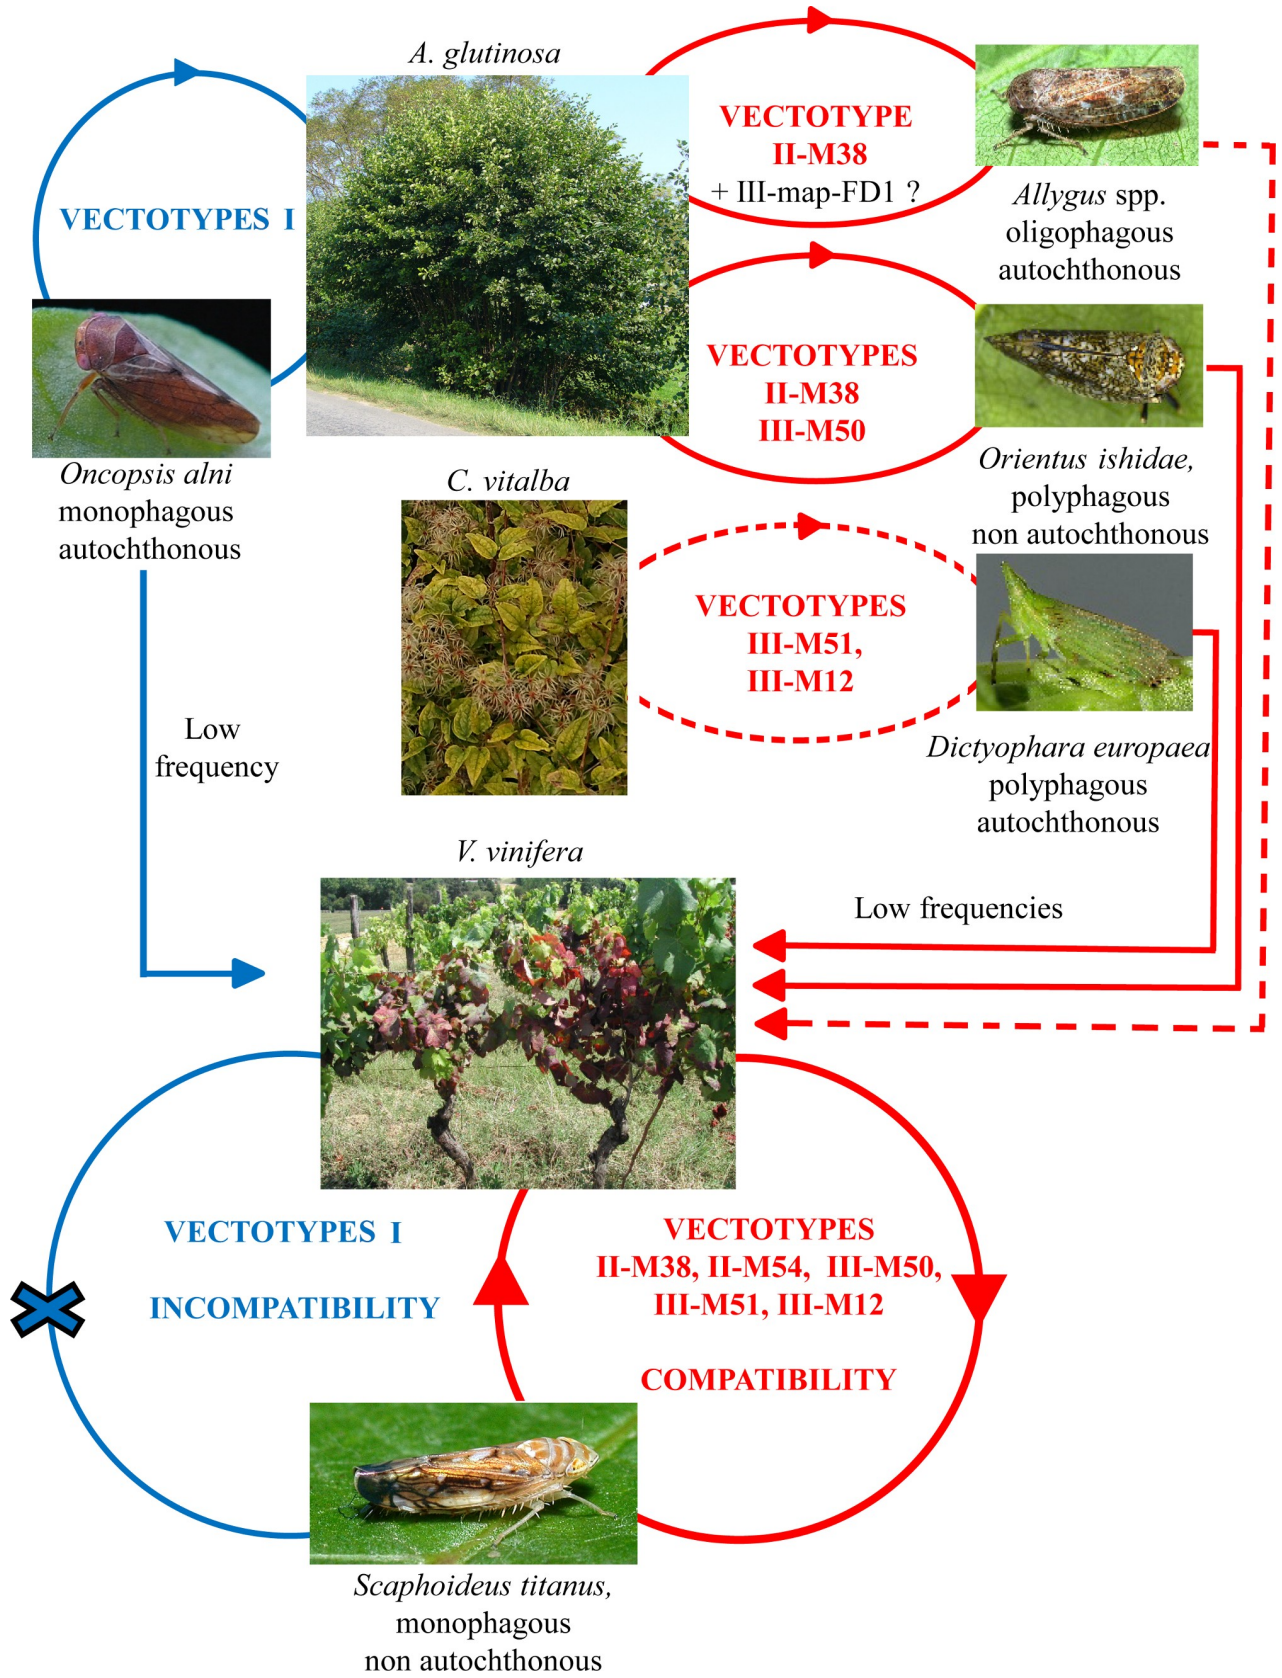 A. glutinosa
VECTOTYPES I
VECTOTYPE
II-M38
+ III-map-FD1 ?
Allygus spp.
oligophagous
autochthonous
VECTOTYPES
II-M38
III-M50
Orientus ishidae,
polyphagous
non autochthonous
Oncopsis alni
monophagous
autochthonous
C. vitalba
VECTOTYPES
III-M51,
III-M12
Dictyophara europaea
polyphagous
autochthonous
Low
frequency
V. vinifera
Low frequencies
VECTOTYPES I
INCOMPATIBILITY
VECTOTYPES
II-M38, II-M54, III-M50,
III-M51, III-M12
COMPATIBILITY
Scaphoideus titanus,
monophagous
non autochthonous